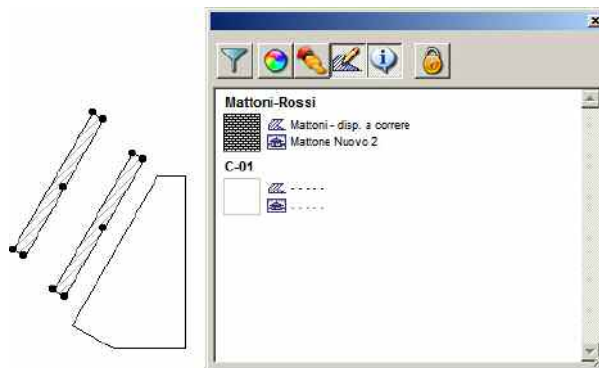 Mattoni-Rossi
Mattoni - disp. a correre
Mattone Nuovo 2
C-01
- - - - -
- - - - -